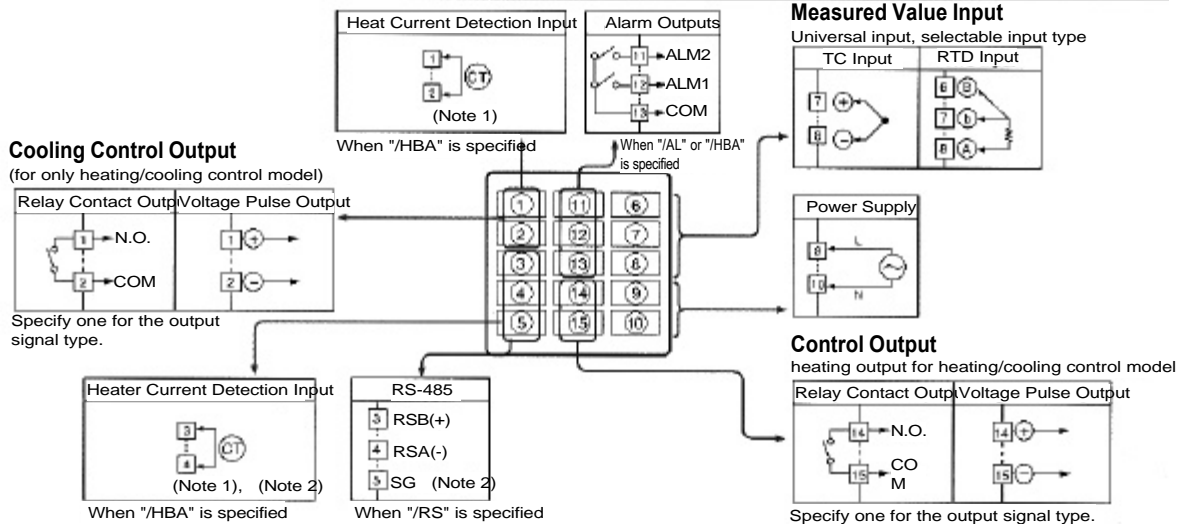 Heat Current Detection Input
1
2
CT
(Note 1)
When "/HBA" is specified
Alarm Outputs
11 ALM2
12 ALM1
13 COM
When "/AL" or "/HBA"
is specified
Measured Value Input
Universal input, selectable input type
TC Input
7 +
8 −
RTD Input
6 B
7 b
8 A
Cooling Control Output
(for only heating/cooling control model)
Relay Contact Outp
1 N.O.
2 COM
Voltage Pulse Output
1 +
2 −
Specify one for the output
signal type.
1 11 6
2 12 7
3 13 8
4 14 9
5 15 10
Power Supply
9 L
10 N
Heater Current Detection Input
3
4
CT
(Note 1), (Note 2)
When "/HBA" is specified
RS-485
3 RSB(+)
4 RSA(-)
5 SG (Note 2)
When "/RS" is specified
Control Output
heating output for heating/cooling control model
Relay Contact Outp
14 N.O.
15 CO
M
Voltage Pulse Output
14 +
15 −
Specify one for the output signal type.